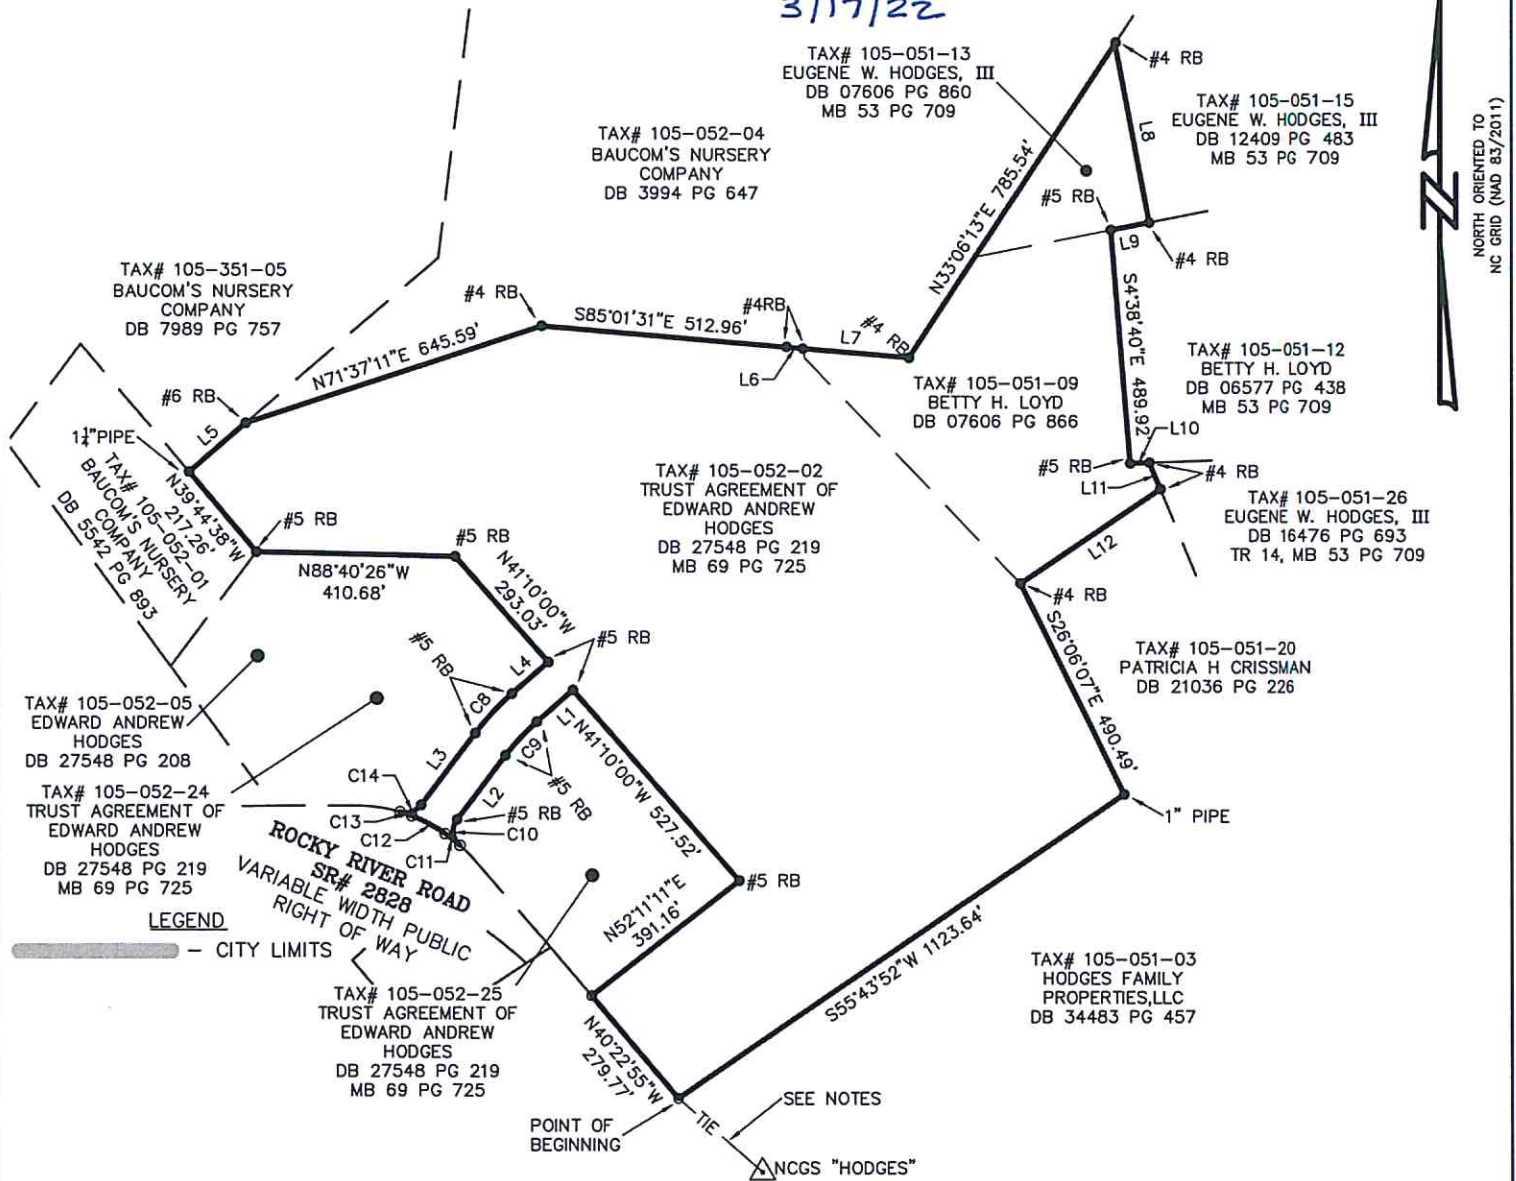 3/17/22
TAX# 105-051-13
EUGENE W. HODGES, III
DB 07606 PG 860
MB 53 PG 709
#4 RB
TAX# 105-051-15
EUGENE W. HODGES, III
DB 12409 PG 483
MB 53 PG 709
NORTH ORIENTED TO
NC GRID (NAD 83/2011)
N
TAX# 105-052-04
BAUCOM'S NURSERY
COMPANY
DB 3994 PG 647
L8
N33°06'13"E 785.54'
#5 RB
L9
#4 RB
TAX# 105-351-05
BAUCOM'S NURSERY
COMPANY
DB 7989 PG 757
#4 RB
S85°01'31"E 512.96'
#4RB
L7
#4 RB
L6
S4°38'40"E 489.92'
N71°37'11"E 645.59'
TAX# 105-051-12
BETTY H. LOYD
DB 06577 PG 438
MB 53 PG 709
TAX# 105-051-09
BETTY H. LOYD
DB 07606 PG 866
#6 RB
L5
1¼"PIPE
L10
#5 RB
#4 RB
L11
TAX# 105-052-01
BAUCOM'S NURSERY
COMPANY
DB 5542 PG 893
N39°44'38"W
217.26'
TAX# 105-052-02
TRUST AGREEMENT OF
EDWARD ANDREW
HODGES
DB 27548 PG 219
MB 69 PG 725
TAX# 105-051-26
EUGENE W. HODGES, III
DB 16476 PG 693
TR 14, MB 53 PG 709
#5 RB
#5 RB
N88°40'26"W
410.68'
N41°10'00"W
293.03'
L12
#4 RB
#5 RB
#5 RB
L4
C8
S26°06'07"E 490.49'
TAX# 105-051-20
PATRICIA H CRISSMAN
DB 21036 PG 226
TAX# 105-052-05
EDWARD ANDREW
HODGES
DB 27548 PG 208
L1
C9
#5 RB
L3
L2
N41°10'00"W 527.52'
C14
C13
C12
C11
C10
#5 RB
1" PIPE
TAX# 105-052-24
TRUST AGREEMENT OF
EDWARD ANDREW
HODGES
DB 27548 PG 219
MB 69 PG 725
ROCKY RIVER ROAD
SR# 2828
VARIABLE WIDTH PUBLIC
RIGHT OF WAY
#5 RB
N52°11'11"E
391.16'
LEGEND
- CITY LIMITS
S55°43'52"W 1123.64'
TAX# 105-051-03
HODGES FAMILY
PROPERTIES,LLC
DB 34483 PG 457
TAX# 105-052-25
TRUST AGREEMENT OF
EDWARD ANDREW
HODGES
DB 27548 PG 219
MB 69 PG 725
N40°22'55"W
279.77'
SEE NOTES
POINT OF
BEGINNING
TIE
NCGS "HODGES"